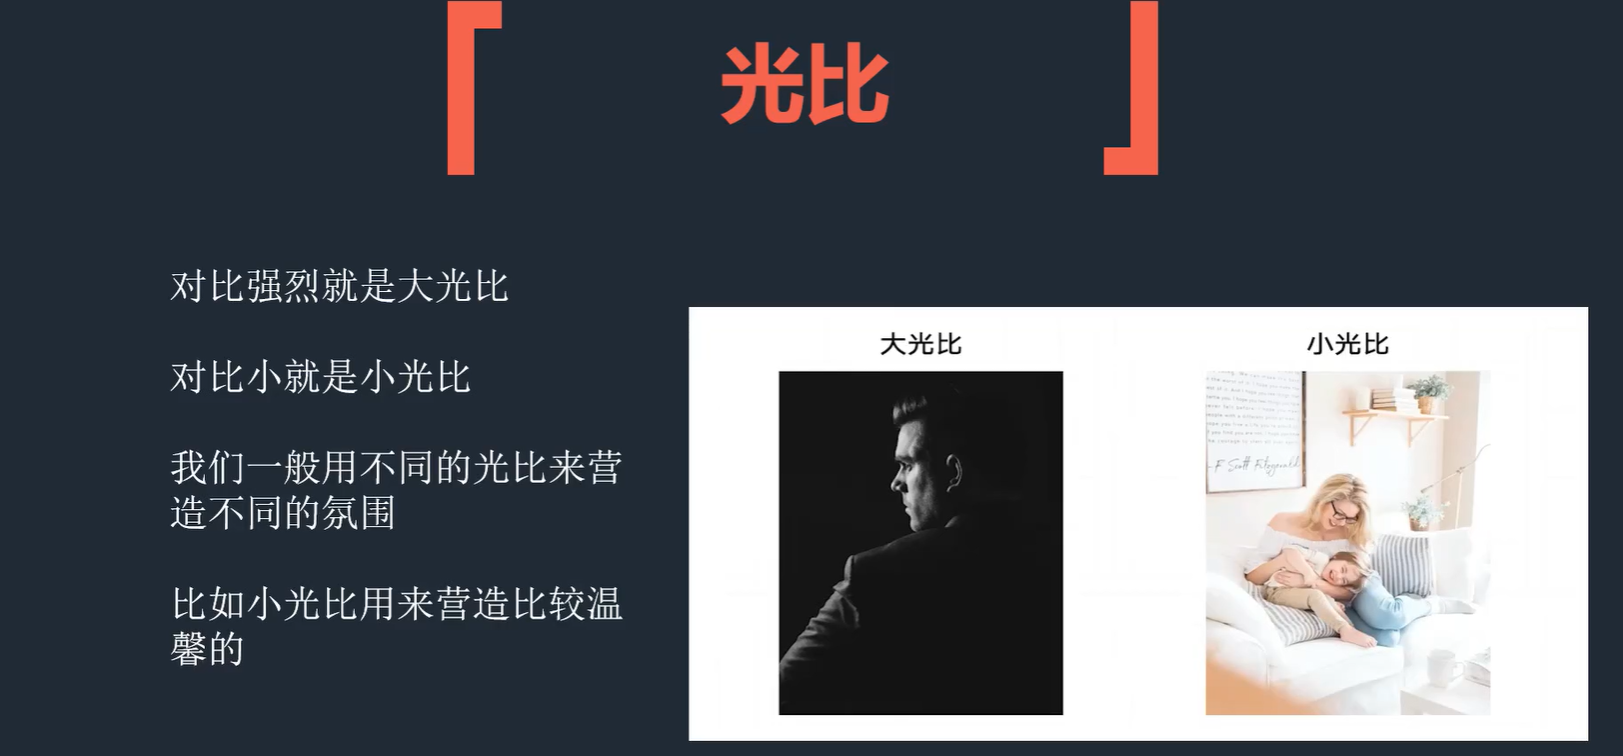 光比
对比强烈就是大光比
对比小就是小光比
我们一般用不同的光比来营
造不同的氛围
比如小光比用来营造比较温
馨的
大光比
小光比
- F Scott Fitzgerald